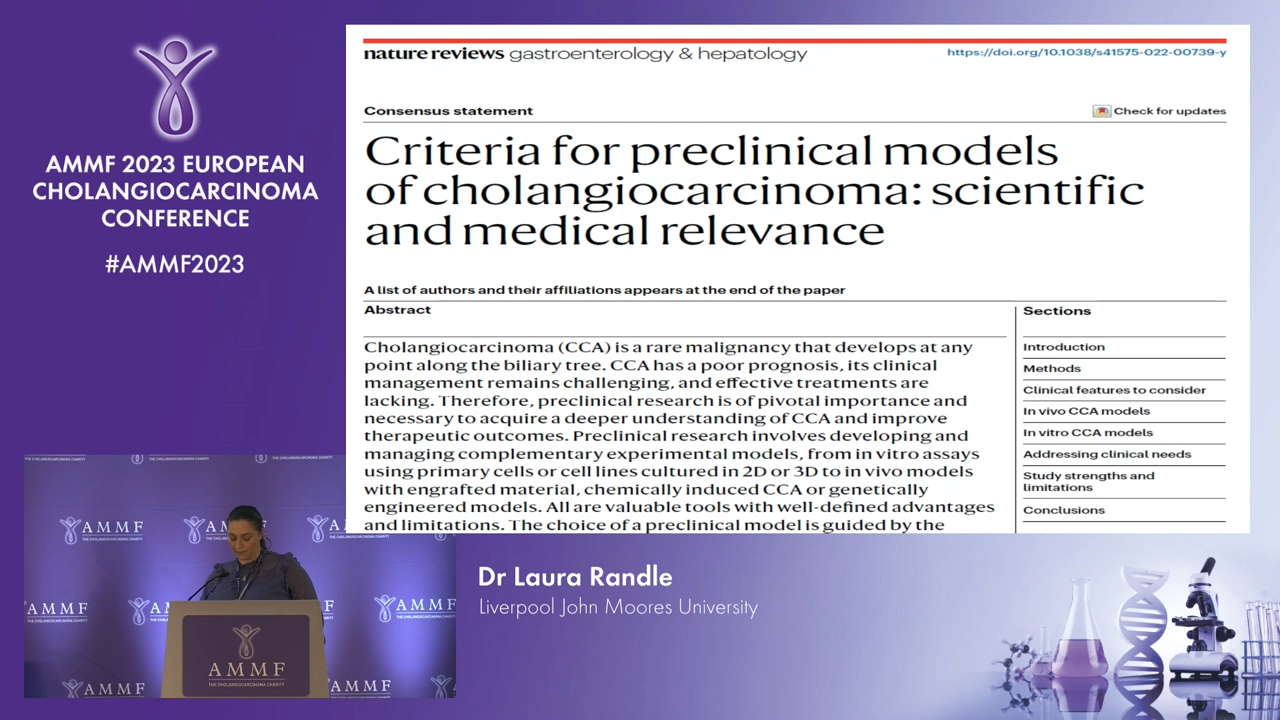 AMMF 2023 EUROPEAN
CHOLANGIOCARCINOMA
CONFERENCE
#AMMF2023
nature reviews gastroenterology & hepatology
https://doi.org/10.1038/s41575-022-00739-y
Consensus statement
Check for updates
Criteria for preclinical models
of cholangiocarcinoma: scientific
and medical relevance
A list of authors and their affiliations appears at the end of the paper
Abstract
Cholangiocarcinoma (CCA) is a rare malignancy that develops at any
point along the biliary tree. CCA has a poor prognosis, its clinical
management remains challenging, and effective treatments are
lacking. Therefore, preclinical research is of pivotal importance and
necessary to acquire a deeper understanding of CCA and improve
therapeutic outcomes. Preclinical research involves developing and
managing complementary experimental models, from in vitro assays
using primary cells or cell lines cultured in 2D or 3D to in vivo models
with engrafted material, chemically induced CCA or genetically
engineered models. All are valuable tools with well-defined advantages
and limitations. The choice of a preclinical model is guided by the
Sections
Introduction
Methods
Clinical features to consider
In vivo CCA models
In vitro CCA models
Addressing clinical needs
Study strengths and
limitations
Conclusions
AMMF
AMMF
AMMF
AMMF
AMMF
AMMF
THE CHOLANGIOCARCINOMA CHARITY
AMMF
AMMF
Dr Laura Randle
Liverpool John Moores University